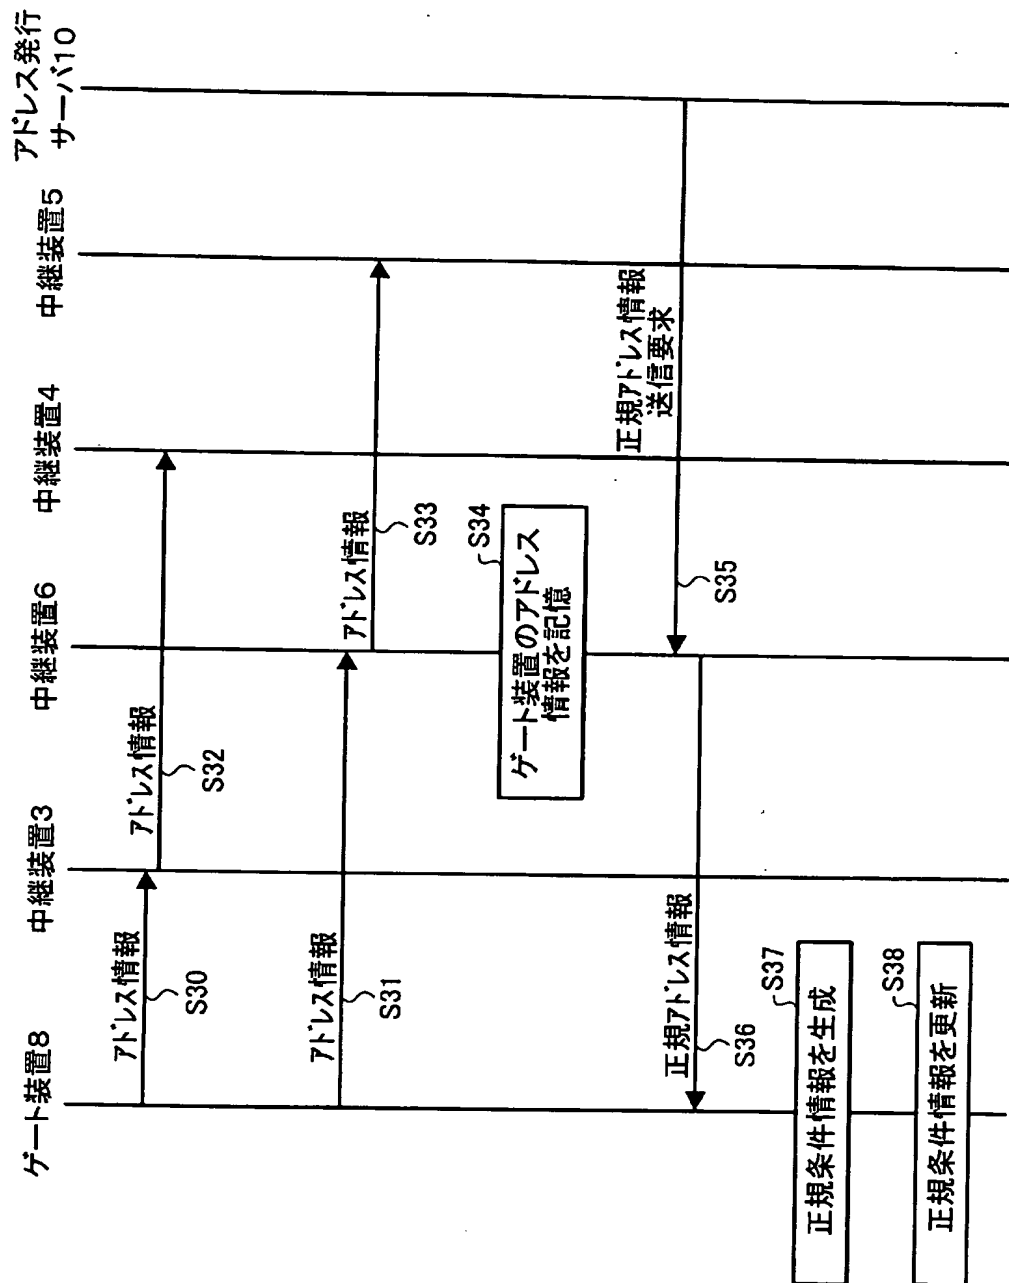 ゲート装置8
中継装置3
中継装置6
中継装置4
中継装置5
アドレス発行
サーバ10
アドレス情報
S30
アドレス情報
S32
アドレス情報
S31
アドレス情報
S33
S34
ゲート装置のアドレス
情報を記憶
正規アドレス情報
送信要求
S35
正規アドレス情報
S36
S37
正規条件情報を生成
S38
正規条件情報を更新